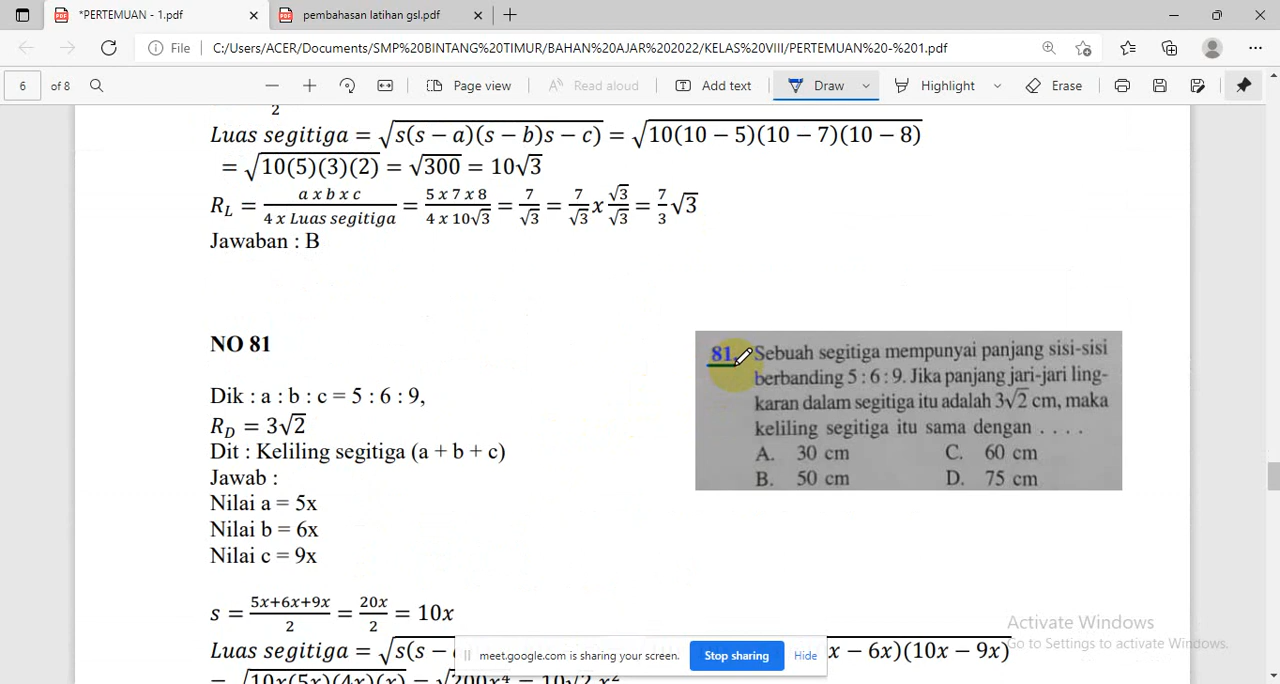 *PERTEMUAN - 1.pdf
pembahasan latihan gsl.pdf
File
C:/Users/ACER/Documents/SMP%20BINTANG%20TIMUR/BAHAN%20AJAR%202022/KELAS%20VIII/PERTEMUAN%20-%201.pdf
6 of 8
Page view
Read aloud
Add text
Draw
Highlight
Erase
2
Luas segitiga = √s(s − a)(s − b)s − c) = √10(10 − 5)(10 − 7)(10 − 8)
= √10(5)(3)(2) = √300 = 10√3
R_L = a x b x c / 4 x Luas segitiga = 5 x 7 x 8 / 4 x 10√3 = 7/√3 = 7/√3 x √3/√3 = 7/3 √3
Jawaban : B
NO 81
Dik : a : b : c = 5 : 6 : 9,
R_D = 3√2
Dit : Keliling segitiga (a + b + c)
Jawab :
Nilai a = 5x
Nilai b = 6x
Nilai c = 9x
s = 5x+6x+9x / 2 = 20x / 2 = 10x
Luas segitiga = √s(s − x − 6x)(10x − 9x)
= √10x(5x)(4x)(x) = √200x⁴ = 10√2 x²
81. Sebuah segitiga mempunyai panjang sisi-sisi
berbanding 5 : 6 : 9. Jika panjang jari-jari ling-
karan dalam segitiga itu adalah 3√2 cm, maka
keliling segitiga itu sama dengan . . . .
A. 30 cm C. 60 cm
B. 50 cm D. 75 cm
Activate Windows
Go to Settings to activate Windows.
meet.google.com is sharing your screen.
Stop sharing
Hide